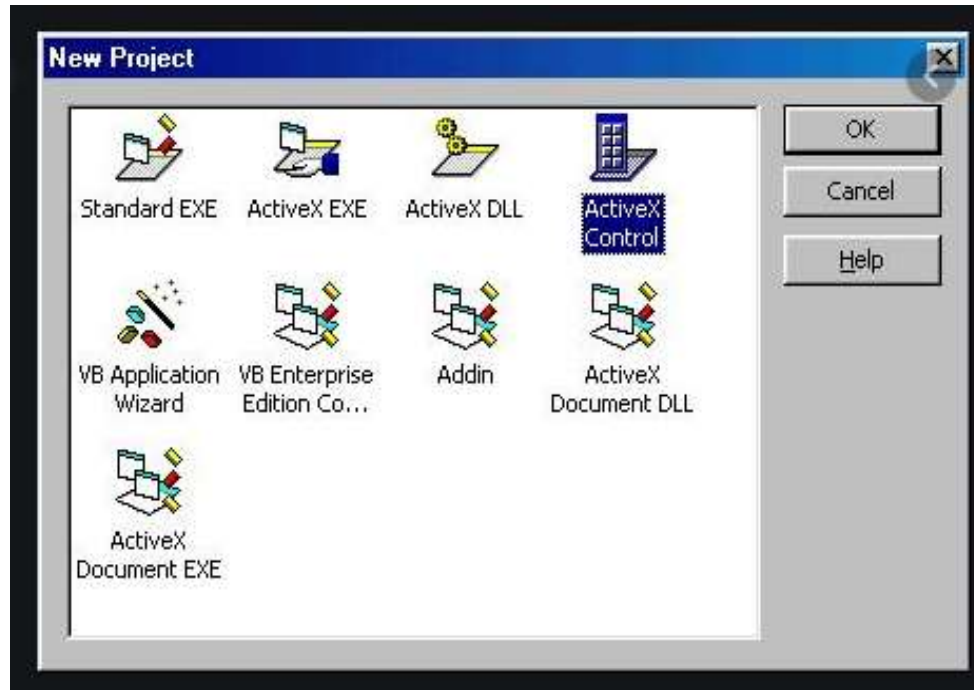 New Project
Standard EXE
ActiveX EXE
ActiveX DLL
ActiveX
Control
VB Application
Wizard
VB Enterprise
Edition Co...
Addin
ActiveX
Document DLL
ActiveX
Document EXE
OK
Cancel
Help